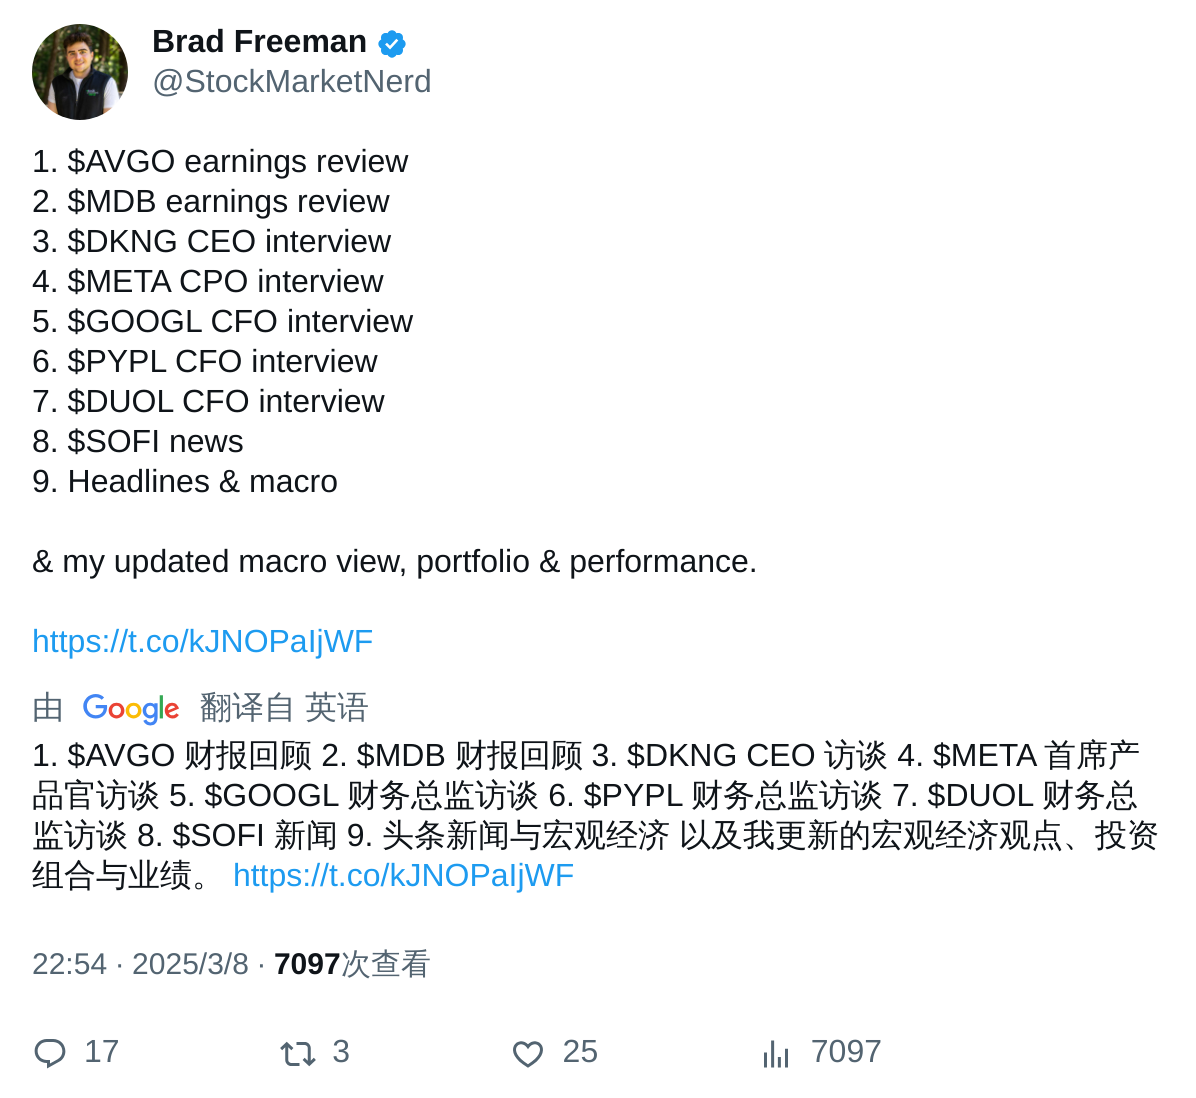 Brad Freeman
@StockMarketNerd
1. $AVGO earnings review
2. $MDB earnings review
3. $DKNG CEO interview
4. $META CPO interview
5. $GOOGL CFO interview
6. $PYPL CFO interview
7. $DUOL CFO interview
8. $SOFI news
9. Headlines & macro
& my updated macro view, portfolio & performance.
https://t.co/kJNOPaIjWF
由 Google 翻译自 英语
1. $AVGO 财报回顾 2. $MDB 财报回顾 3. $DKNG CEO 访谈 4. $META 首席产
品官访谈 5. $GOOGL 财务总监访谈 6. $PYPL 财务总监访谈 7. $DUOL 财务总
监访谈 8. $SOFI 新闻 9. 头条新闻与宏观经济 以及我更新的宏观经济观点、投资
组合与业绩。 https://t.co/kJNOPaIjWF
22:54 · 2025/3/8 · 7097次查看
17 3 25 7097